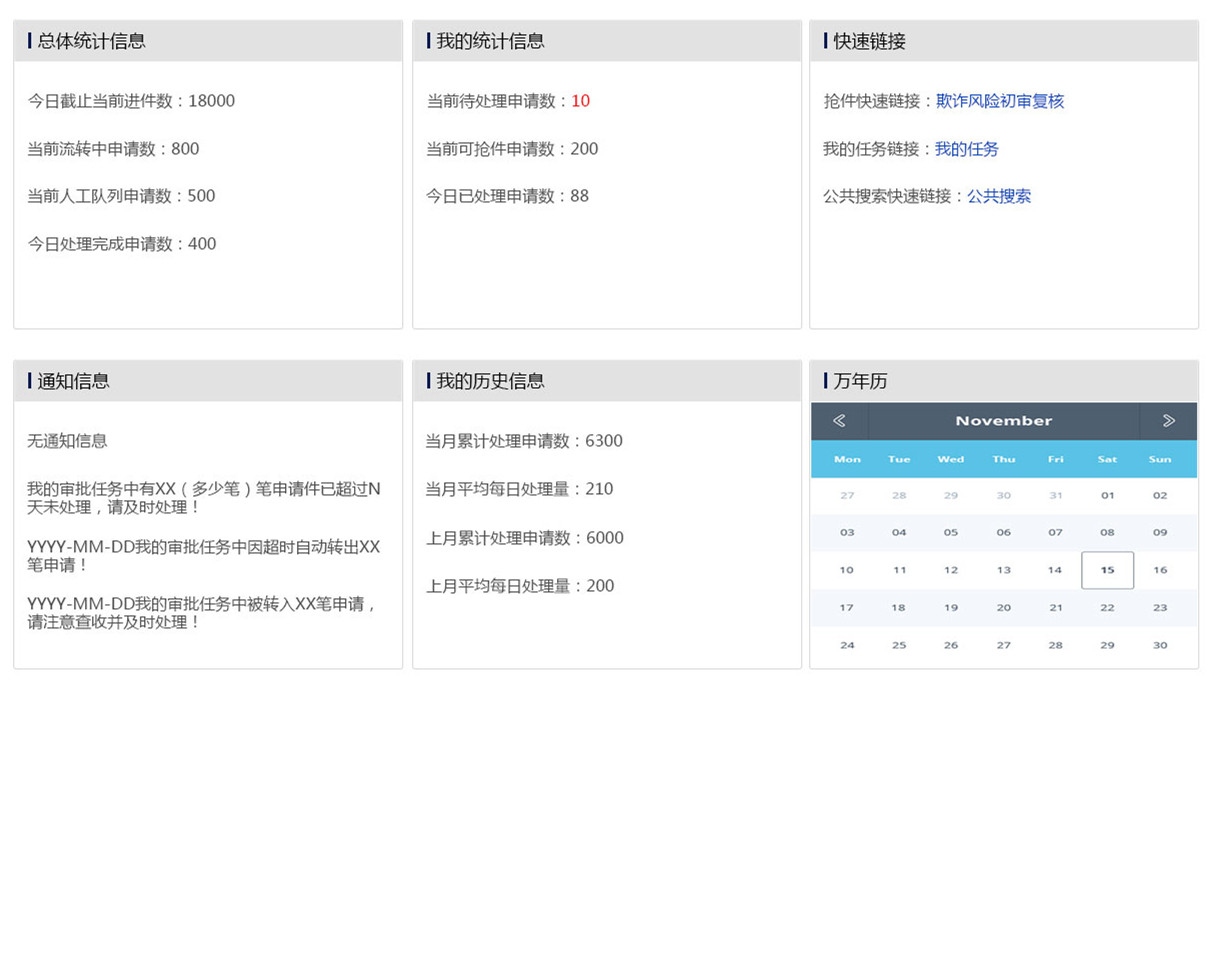 总体统计信息
今日截止当前进件数：18000
当前流转中申请数：800
当前人工队列申请数：500
今日处理完成申请数：400
我的统计信息
当前待处理申请数：10
当前可抢件申请数：200
今日已处理申请数：88
快速链接
抢件快速链接：欺诈风险初审复核
我的任务链接：我的任务
公共搜索快速链接：公共搜索
通知信息
无通知信息
我的审批任务中有XX（多少笔）笔申请件已超过N
天未处理，请及时处理！
YYYY-MM-DD我的审批任务中因超时自动转出XX
笔申请！
YYYY-MM-DD我的审批任务中被转入XX笔申请，
请注意查收并及时处理！
我的历史信息
当月累计处理申请数：6300
当月平均每日处理量：210
上月累计处理申请数：6000
上月平均每日处理量：200
万年历
November
Mon Tue Wed Thu Fri Sat Sun
27 28 29 30 31 01 02
03 04 05 06 07 08 09
10 11 12 13 14 15 16
17 18 19 20 21 22 23
24 25 26 27 28 29 30